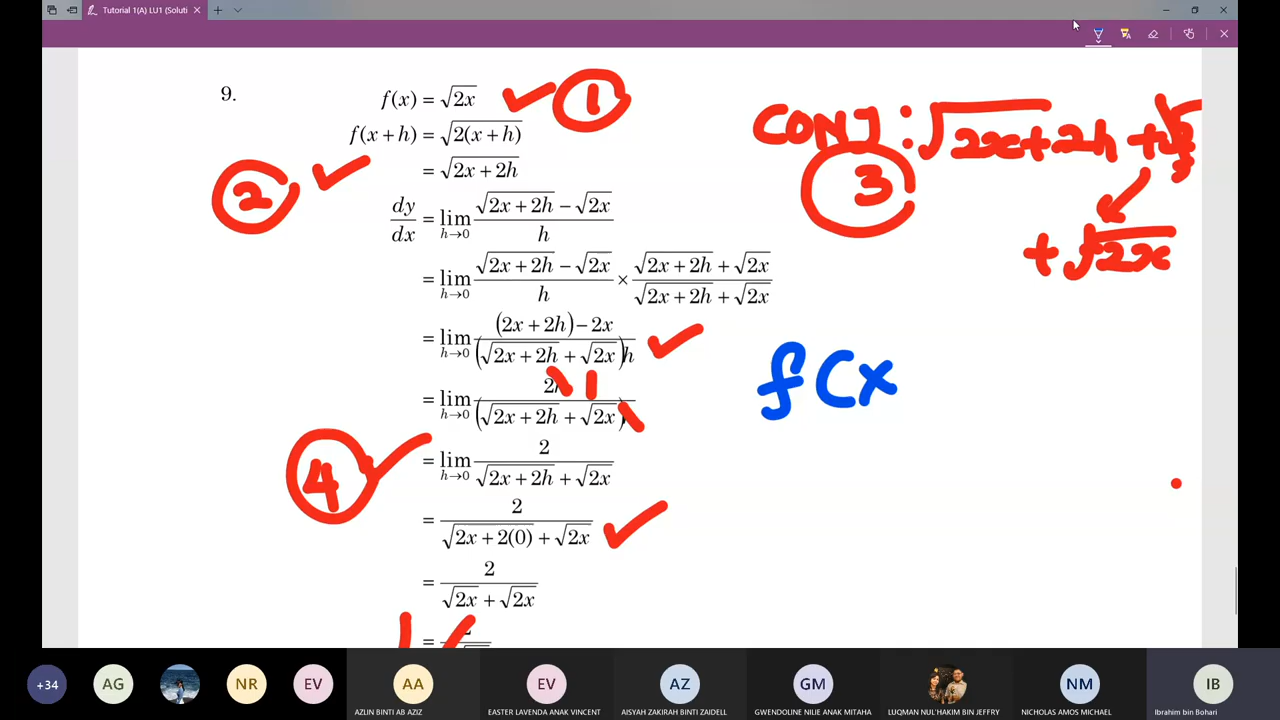 Tutorial 1(A) LU1 (Soluti
9.
f(x) = √2x ✓ ①
CONJ : √2x+2h + √2x
f(x + h) = √2(x + h)
= √2x + 2h
② ✓
③
dy/dx = lim h→0 (√2x + 2h − √2x)/h
+ √2x
= lim h→0 (√2x + 2h − √2x)/h × (√2x + 2h + √2x)/(√2x + 2h + √2x)
= lim h→0 ((2x + 2h) − 2x)/((√2x + 2h + √2x)h) ✓
f(x
= lim h→0 2h/((√2x + 2h + √2x)
④ ✓
= lim h→0 2/(√2x + 2h + √2x)
= 2/(√2x + 2(0) + √2x) ✓
= 2/(√2x + √2x)
=
+34
AG
NR
EV
AA
EV
AZ
GM
NM
IB
AZLIN BINTI AB AZIZ
EASTER LAVENDA ANAK VINCENT
AISYAH ZAKIRAH BINTI ZAIDELL
GWENDOLINE NILIE ANAK MITAHA
LUQMAN NUL'HAKIM BIN JEFFRY
NICHOLAS AMOS MICHAEL
Ibrahim bin Bohari